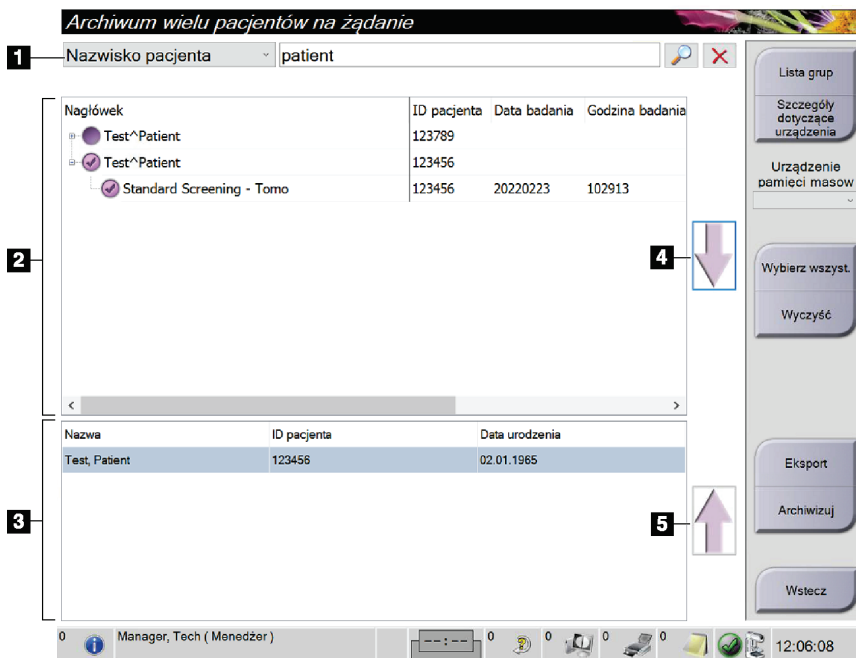 Archiwum wielu pacjentów na żądanie
1
Nazwisko pacjenta
patient
Lista grup
Szczegóły
dotyczące
urządzenia
Urządzenie
pamięci masow
Wybierz wszyst.
Wyczyść
Eksport
Archiwizuj
Wstecz
2
Nagłówek ID pacjenta Data badania Godzina badania
Test^Patient 123789
Test^Patient 123456
Standard Screening - Tomo 123456 20220223 102913
4
3
Nazwa ID pacjenta Data urodzenia
Test, Patient 123456 02.01.1965
5
0 Manager, Tech ( Menedżer ) --:-- 0 0 0 0 12:06:08